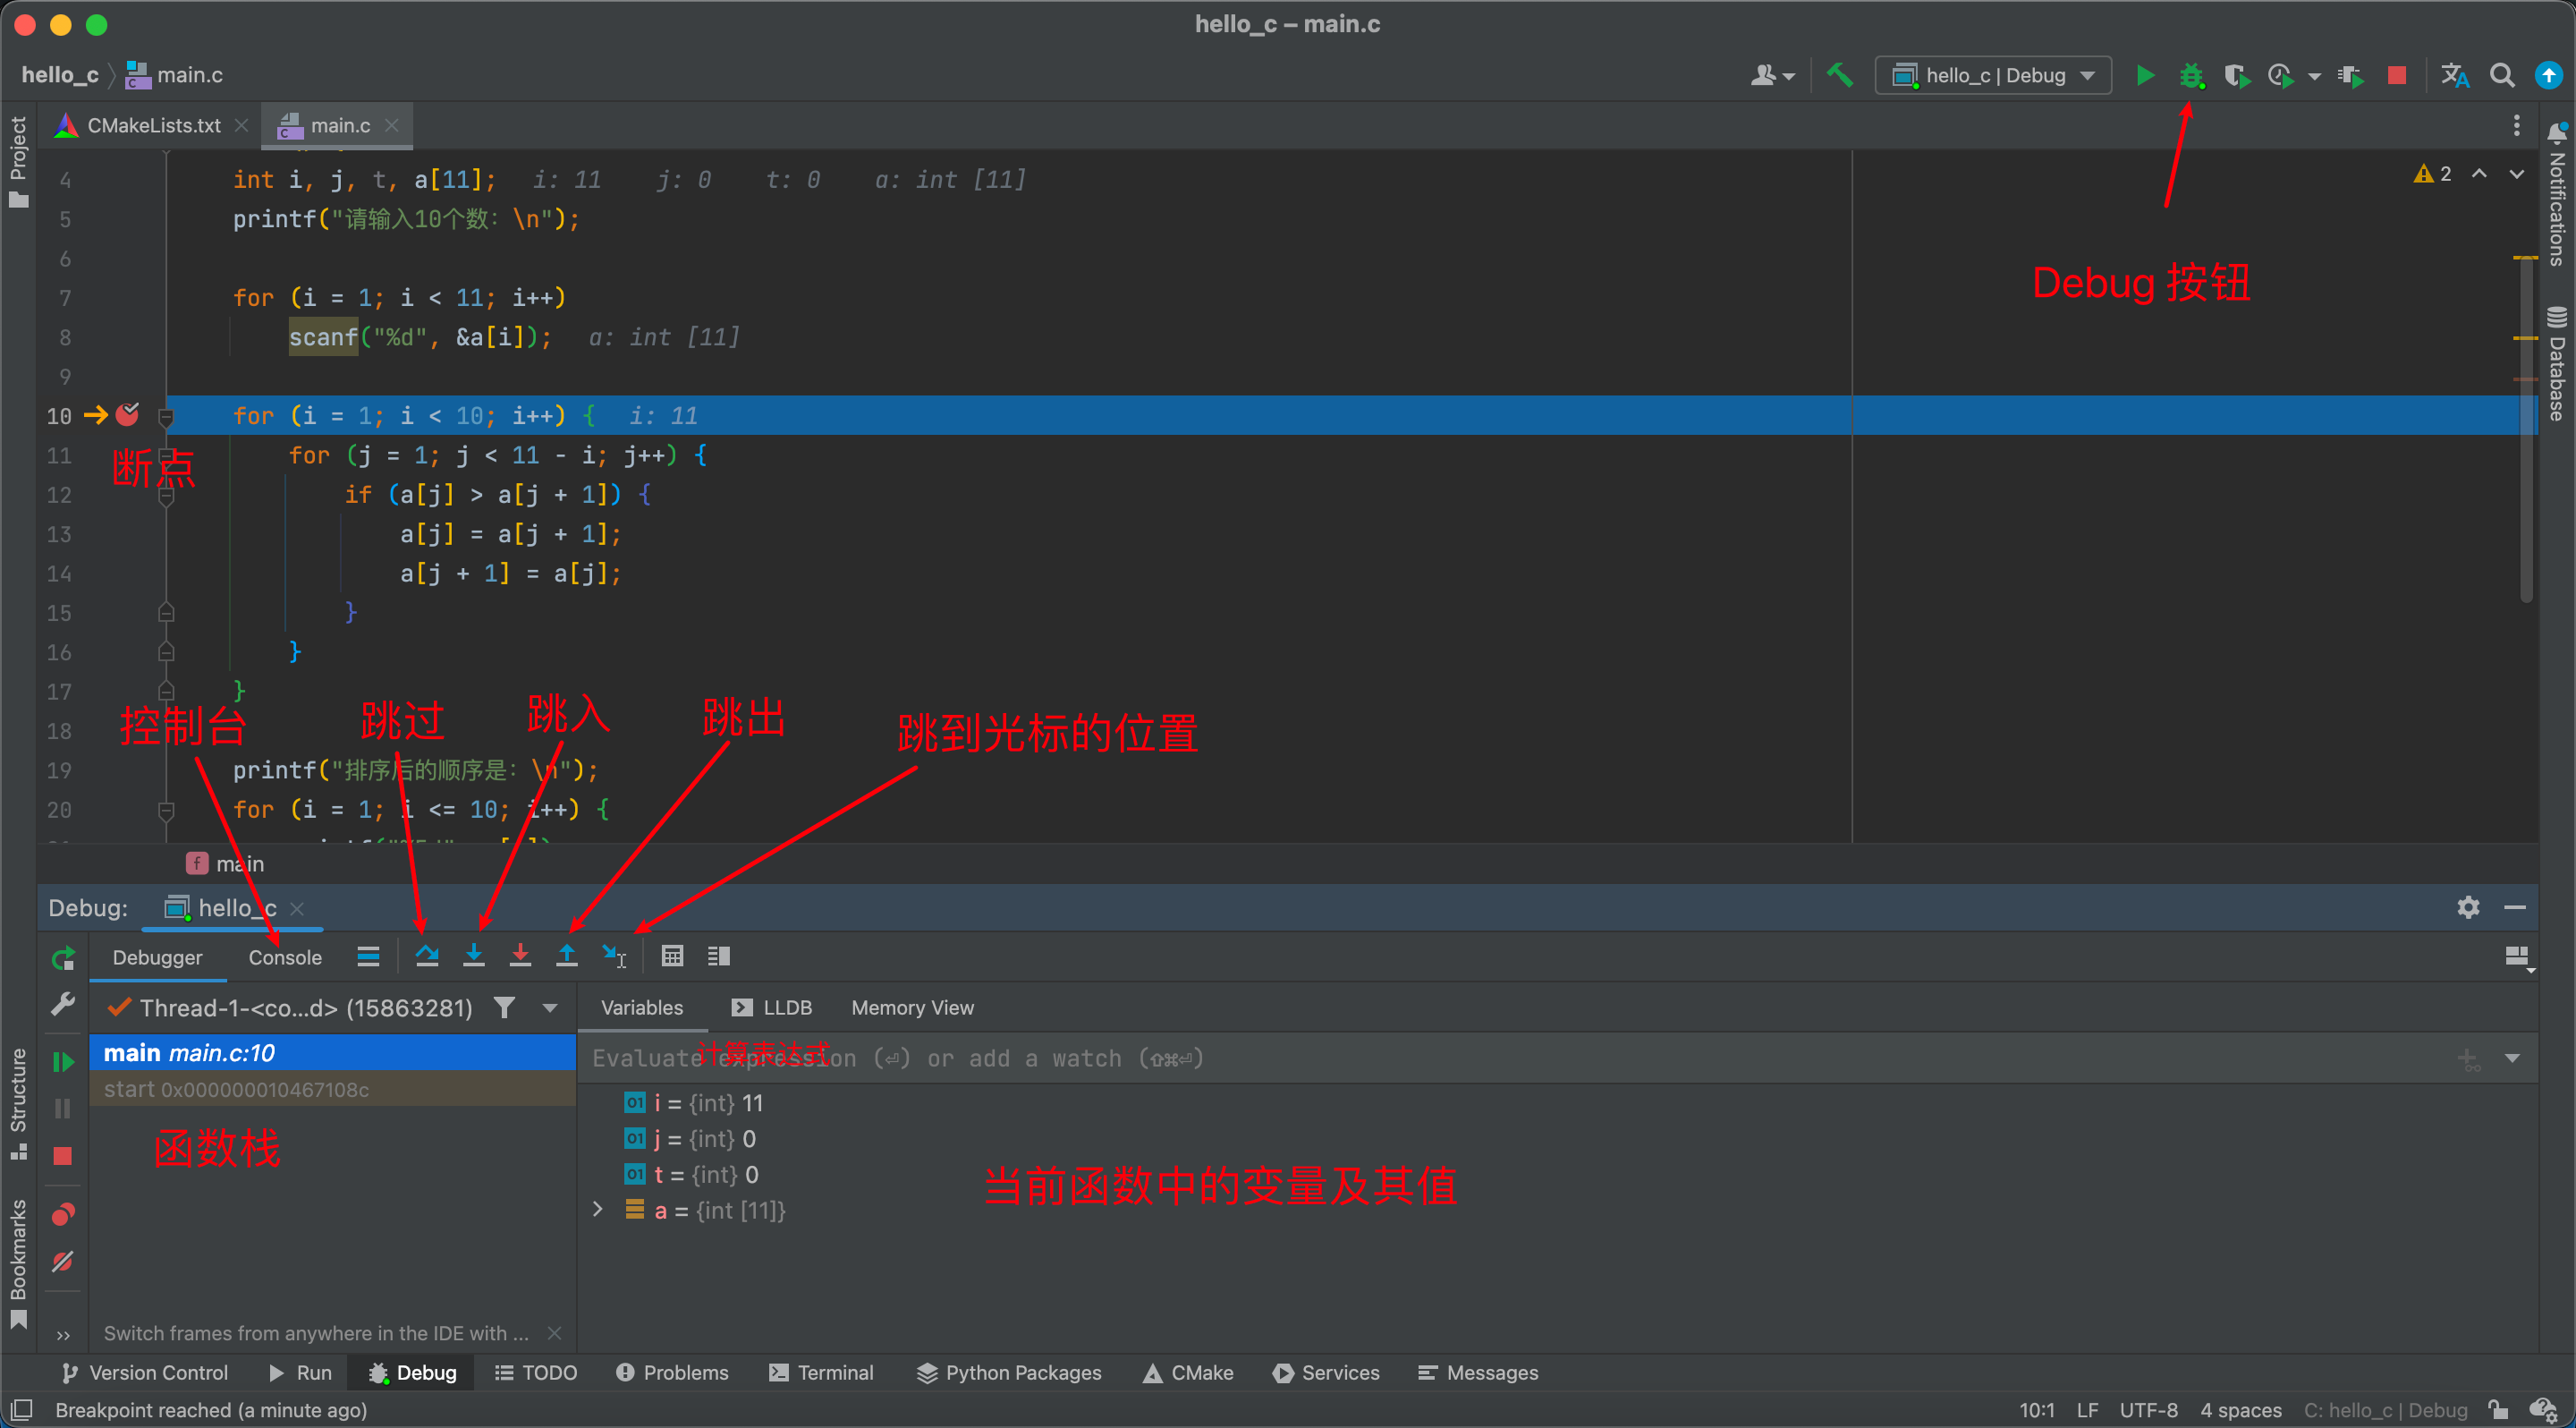 hello_c – main.c
hello_c main.c
hello_c | Debug
CMakeLists.txt
main.c
Project
Notifications
Database
2
4 int i, j, t, a[11]; i: 11 j: 0 t: 0 a: int [11]
5 printf("请输入10个数：\n");
6
7 for (i = 1; i < 11; i++)
8 scanf("%d", &a[i]); a: int [11]
9
10 for (i = 1; i < 10; i++) { i: 11
11 for (j = 1; j < 11 - i; j++) {
12 if (a[j] > a[j + 1]) {
13 a[j] = a[j + 1];
14 a[j + 1] = a[j];
15 }
16 }
17 }
18
19 printf("排序后的顺序是：\n");
20 for (i = 1; i <= 10; i++) {
Debug 按钮
断点
控制台
跳过
跳入
跳出
跳到光标的位置
f main
Debug: hello_c
Debugger
Console
Thread-1-<co...d> (15863281)
Variables
LLDB
Memory View
main main.c:10
start 0x000000010467108c
Evaluate expression (⏎) or add a watch (⇧⌘⏎)
计算表达式
函数栈
01 i = {int} 11
01 j = {int} 0
01 t = {int} 0
a = {int [11]}
当前函数中的变量及其值
Structure
Bookmarks
Switch frames from anywhere in the IDE with ...
Version Control
Run
Debug
TODO
Problems
Terminal
Python Packages
CMake
Services
Messages
Breakpoint reached (a minute ago)
10:1 LF UTF-8 4 spaces C: hello_c | Debug